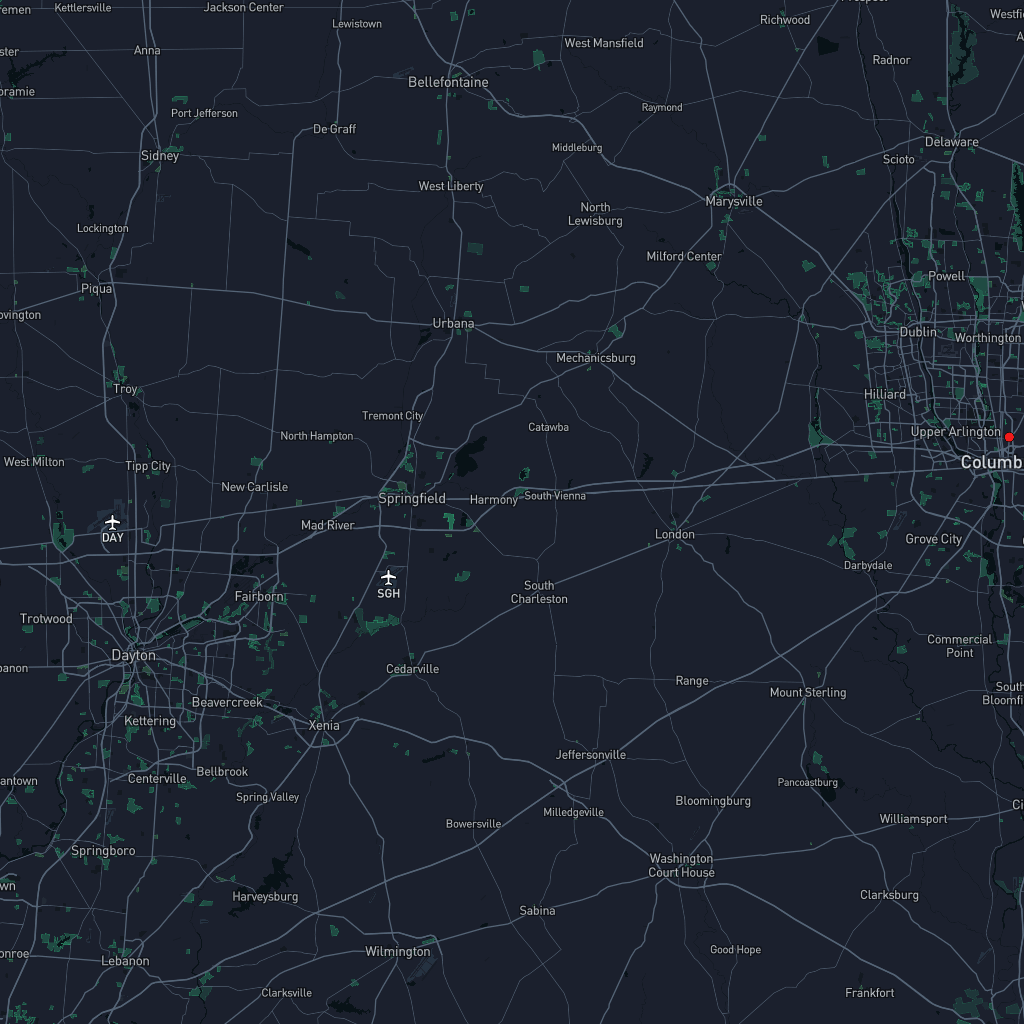 Kettlersville
Jackson Center
Lewistown
Richwood
West Mansfield
Anna
Radnor
Bellefontaine
Raymond
Port Jefferson
De Graff
Middleburg
Delaware
Sidney
Scioto
West Liberty
Marysville
North
Lewisburg
Lockington
Milford Center
Powell
Piqua
Urbana
Dublin
Worthington
Mechanicsburg
Troy
Hilliard
Tremont City
Catawba
Upper Arlington
North Hampton
West Milton
Tipp City
Columb
New Carlisle
Springfield
Harmony
South Vienna
Mad River
DAY
London
Grove City
Darbydale
SGH
South
Charleston
Fairborn
Trotwood
Commercial
Point
Dayton
Cedarville
Range
Mount Sterling
South
Bloomfi
Beavercreek
Kettering
Xenia
Jeffersonville
Centerville
Bellbrook
Pancoastburg
Spring Valley
Bloomingburg
Milledgeville
Bowersville
Williamsport
Springboro
Washington
Court House
Harveysburg
Clarksburg
Sabina
Wilmington
Good Hope
Lebanon
Clarksville
Frankfort